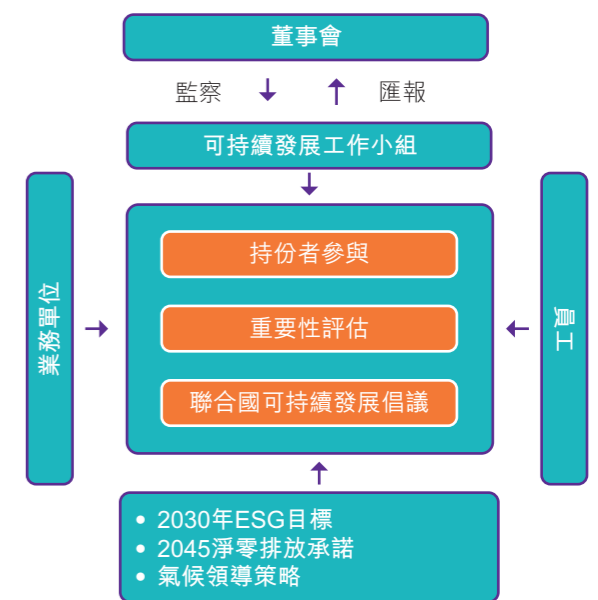 董事會
監察
匯報
可持續發展工作小組
業務單位
持份者參與
重要性評估
聯合國可持續發展倡議
員工
• 2030年ESG目標
• 2045淨零排放承諾
• 氣候領導策略